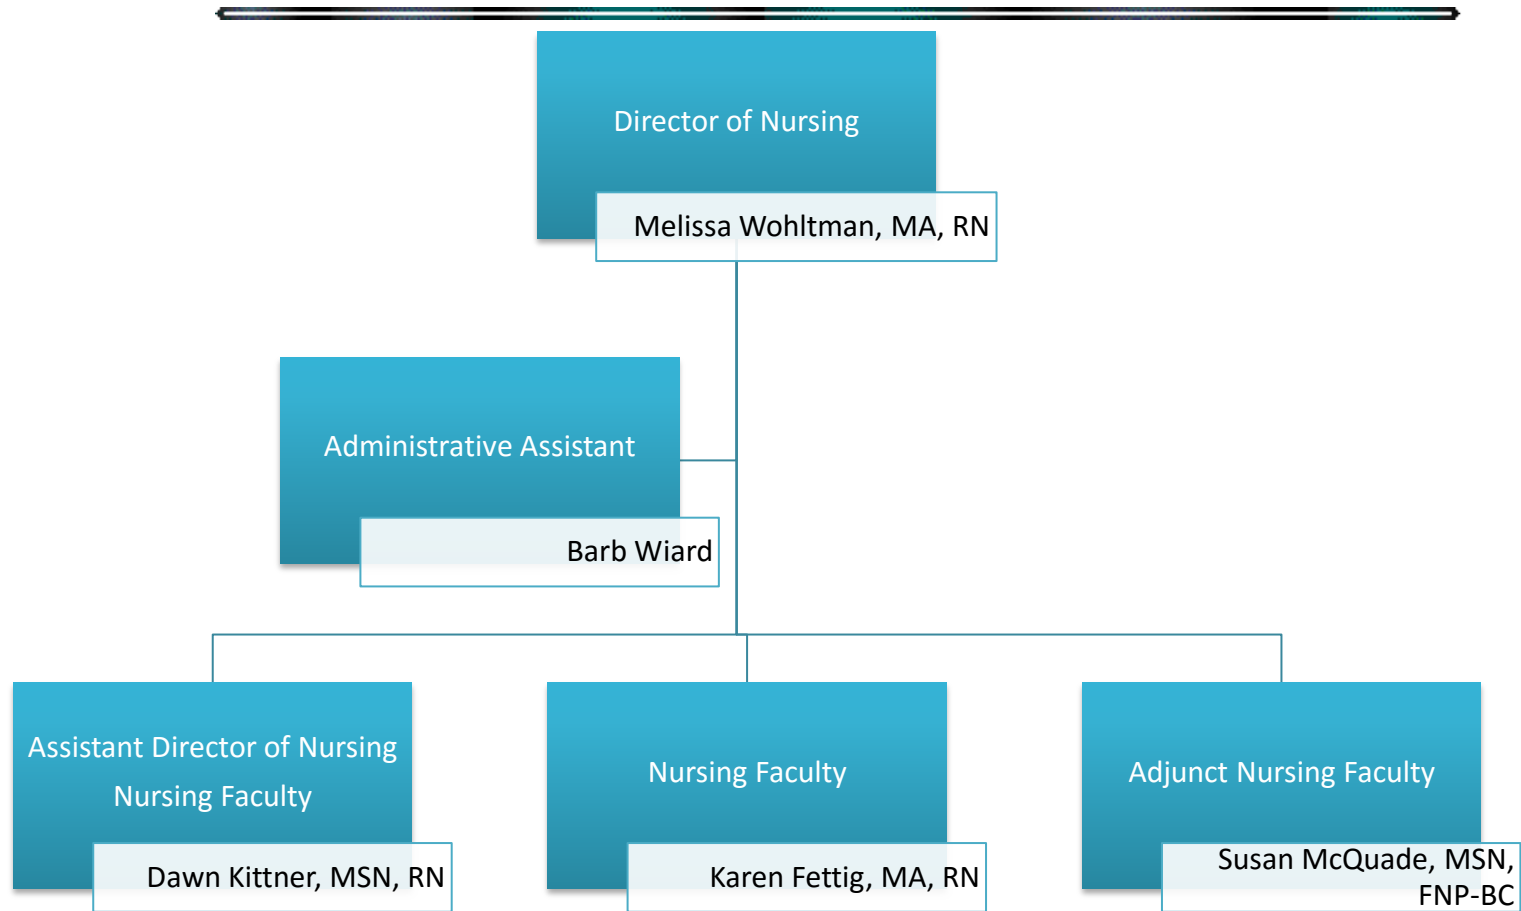 Director of Nursing
Melissa Wohltman, MA, RN
Administrative Assistant
Barb Wiard
Assistant Director of Nursing
Nursing Faculty
Dawn Kittner, MSN, RN
Nursing Faculty
Karen Fettig, MA, RN
Adjunct Nursing Faculty
Susan McQuade, MSN,
FNP-BC